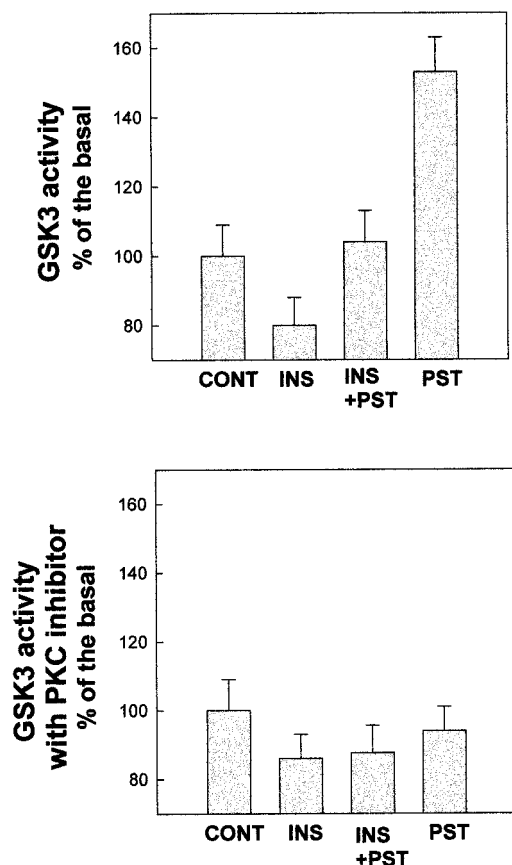 GSK3 activity
% of the basal
160
140
120
100
80
CONT INS INS PST
+PST
GSK3 activity
with PKC inhibitor
% of the basal
160
140
120
100
80
CONT INS INS PST
+PST